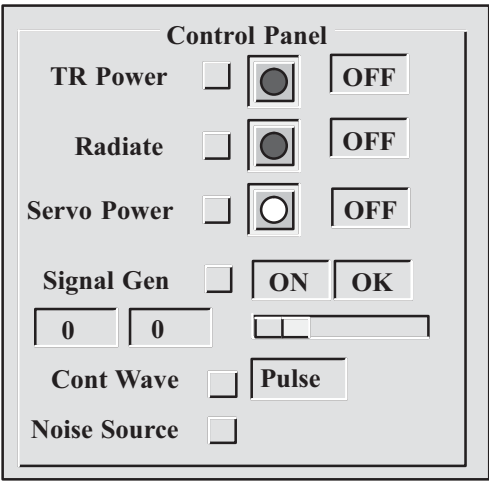 Control Panel
TR Power OFF
Radiate OFF
Servo Power OFF
Signal Gen ON OK
0 0
Cont Wave Pulse
Noise Source